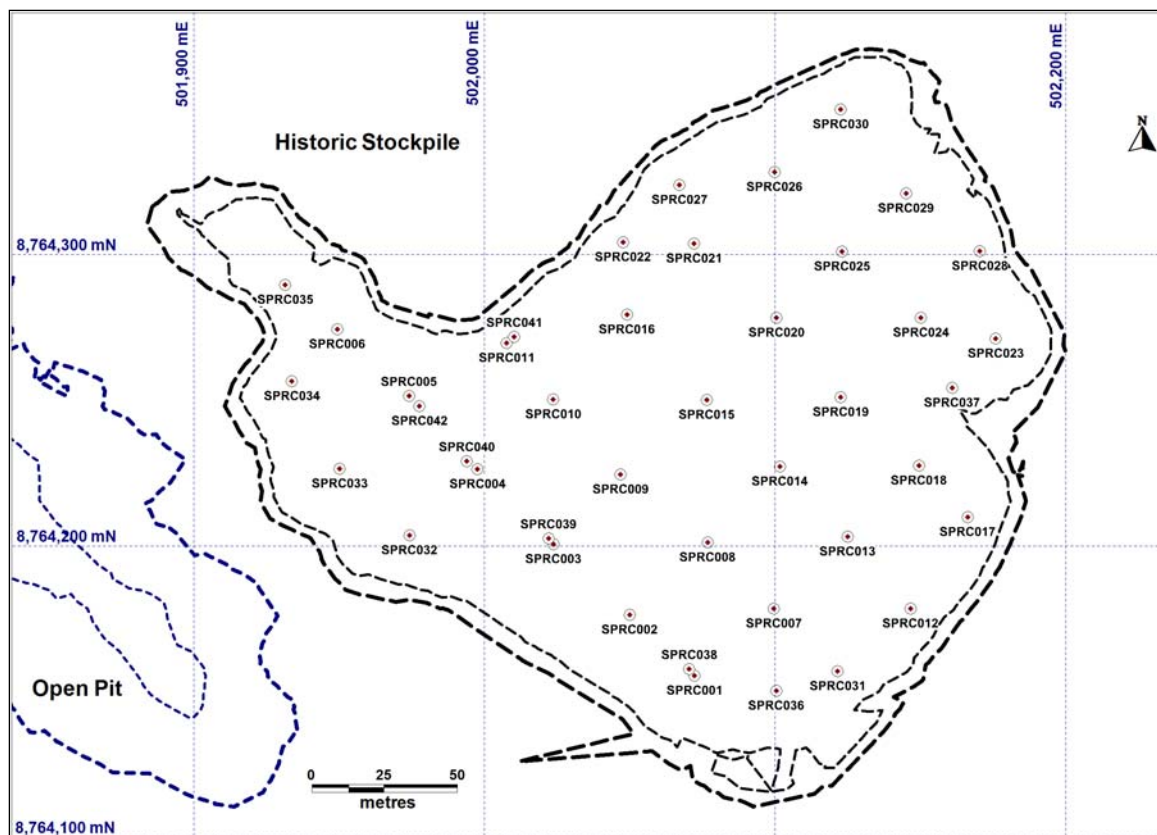 501,900 mE
502,000 mE
502,200 mE
N
SPRC030
Historic Stockpile
SPRC026
SPRC027
SPRC029
8,764,300 mN
SPRC022
SPRC021
SPRC025
SPRC028
SPRC035
SPRC041
SPRC016
SPRC020
SPRC024
SPRC006
SPRC011
SPRC023
SPRC005
SPRC034
SPRC042
SPRC010
SPRC015
SPRC019
SPRC037
SPRC040
SPRC033
SPRC004
SPRC009
SPRC014
SPRC018
SPRC039
SPRC017
8,764,200 mN
SPRC032
SPRC003
SPRC008
SPRC013
SPRC002
SPRC007
SPRC012
SPRC038
Open Pit
SPRC001
SPRC036
SPRC031
0 25 50
metres
8,764,100 mN